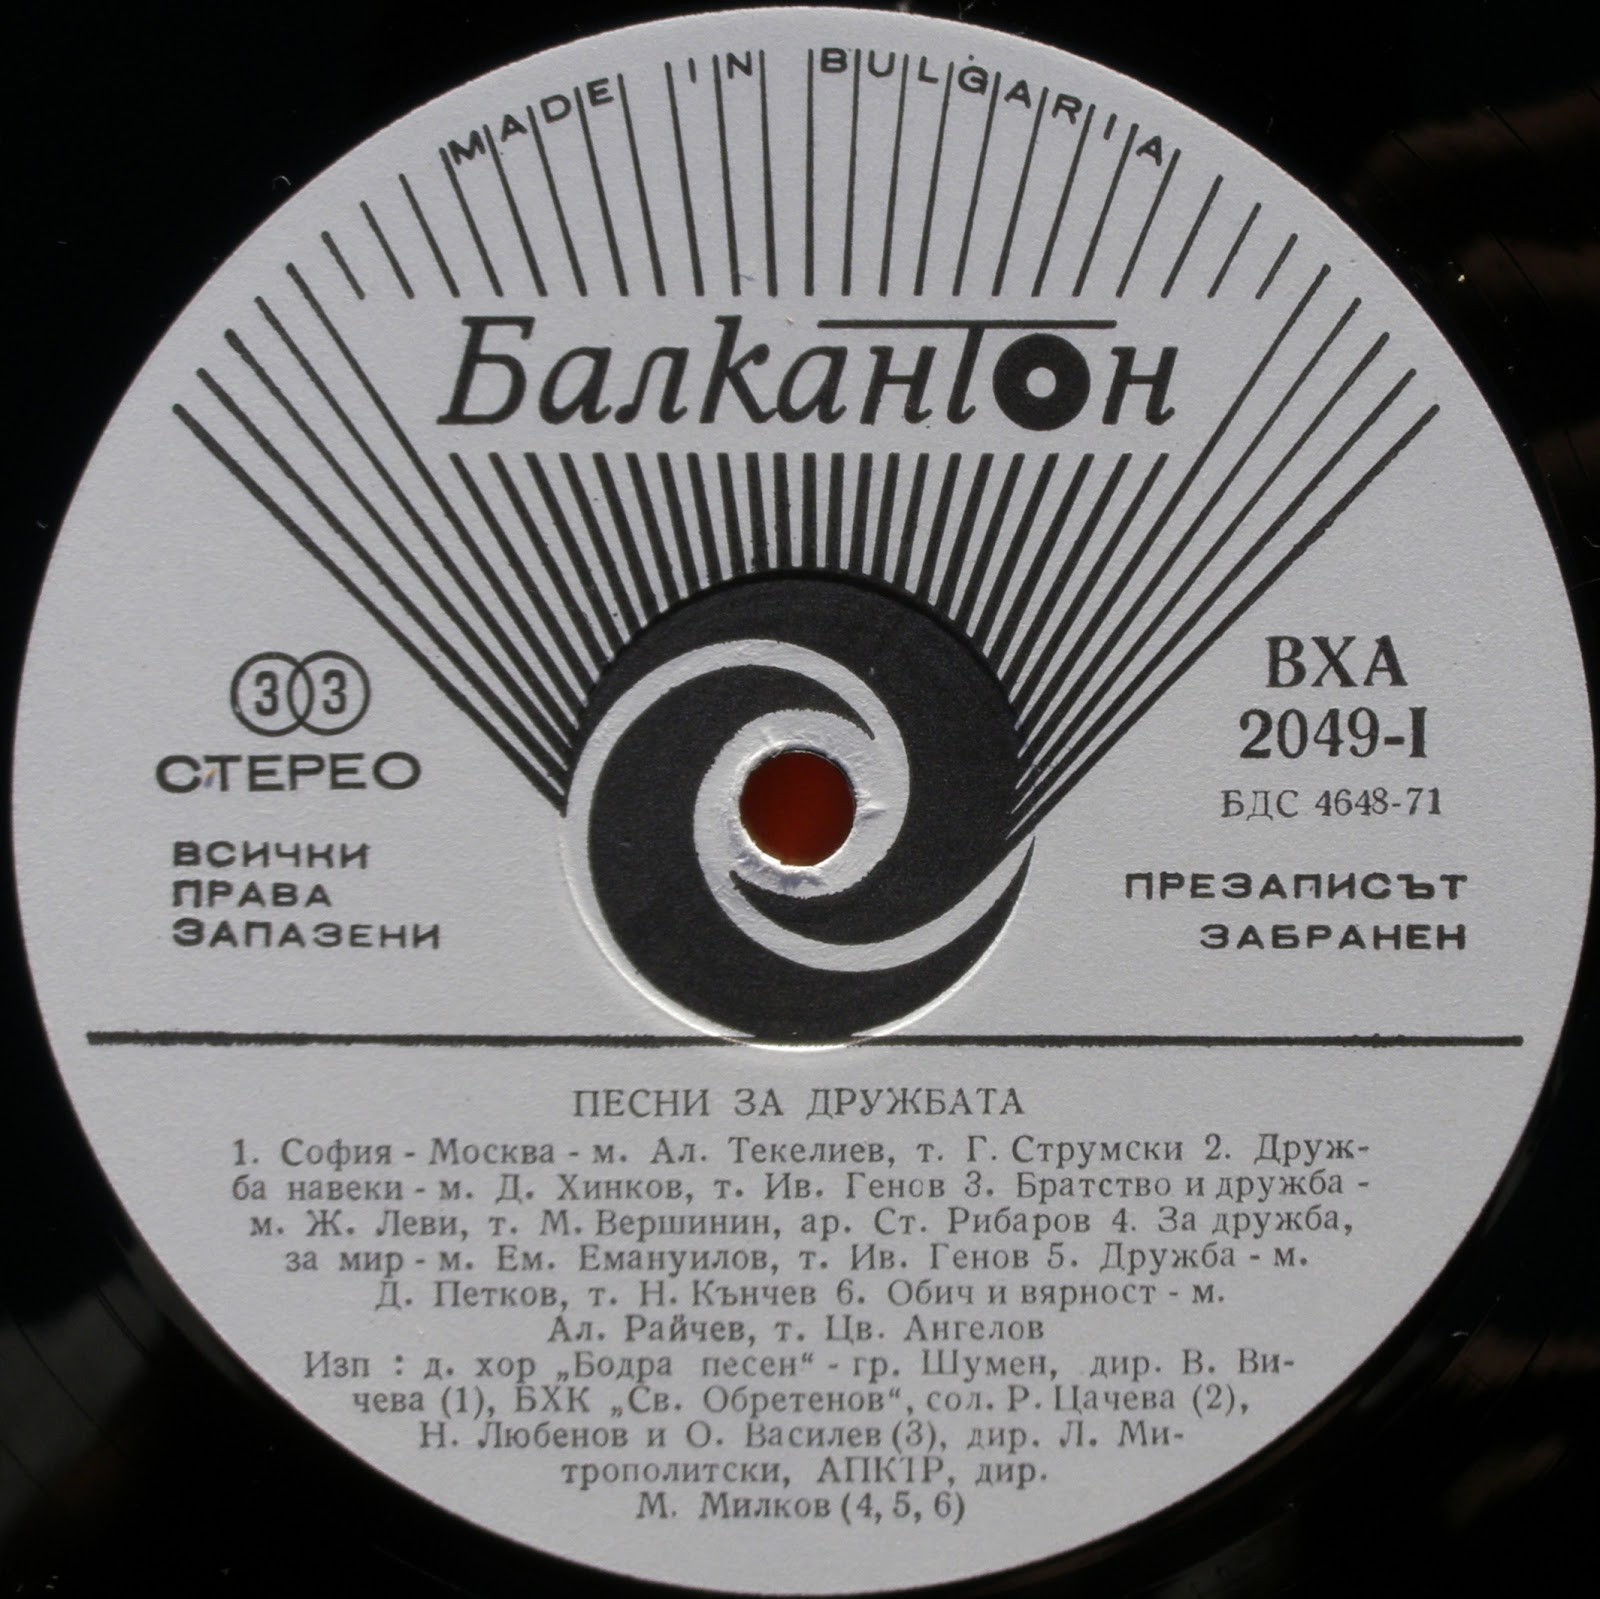 MADE IN BULGARIA
Балкантон
33
СТЕРЕО
ВСИЧКИ
ПРАВА
ЗАПАЗЕНИ
ВХА
2049-I
БДС 4648-71
ПРЕЗАПИСЪТ
ЗАБРАНЕН
ПЕСНИ ЗА ДРУЖБАТА
1. София - Москва - м. Ал. Текелиев, т. Г. Струмски 2. Друж-
ба навеки - м. Д. Хинков, т. Ив. Генов 3. Братство и дружба -
м. Ж. Леви, т. М. Вершинин, ар. Ст. Рибаров 4. За дружба,
за мир - м. Ем. Емануилов, т. Ив. Генов 5. Дружба - м.
Д. Петков, т. Н. Кънчев 6. Обич и вярност - м.
Ал. Райчев, т. Цв. Ангелов
Изп : д. хор „Бодра песен“ - гр. Шумен, дир. В. Ви-
чева (1), БХК „Св. Обретенов“, сол. Р. Цачева (2),
Н. Любенов и О. Василев (3), дир. Л. Ми-
трополитски, АПКТР, дир.
М. Милков (4, 5, 6)